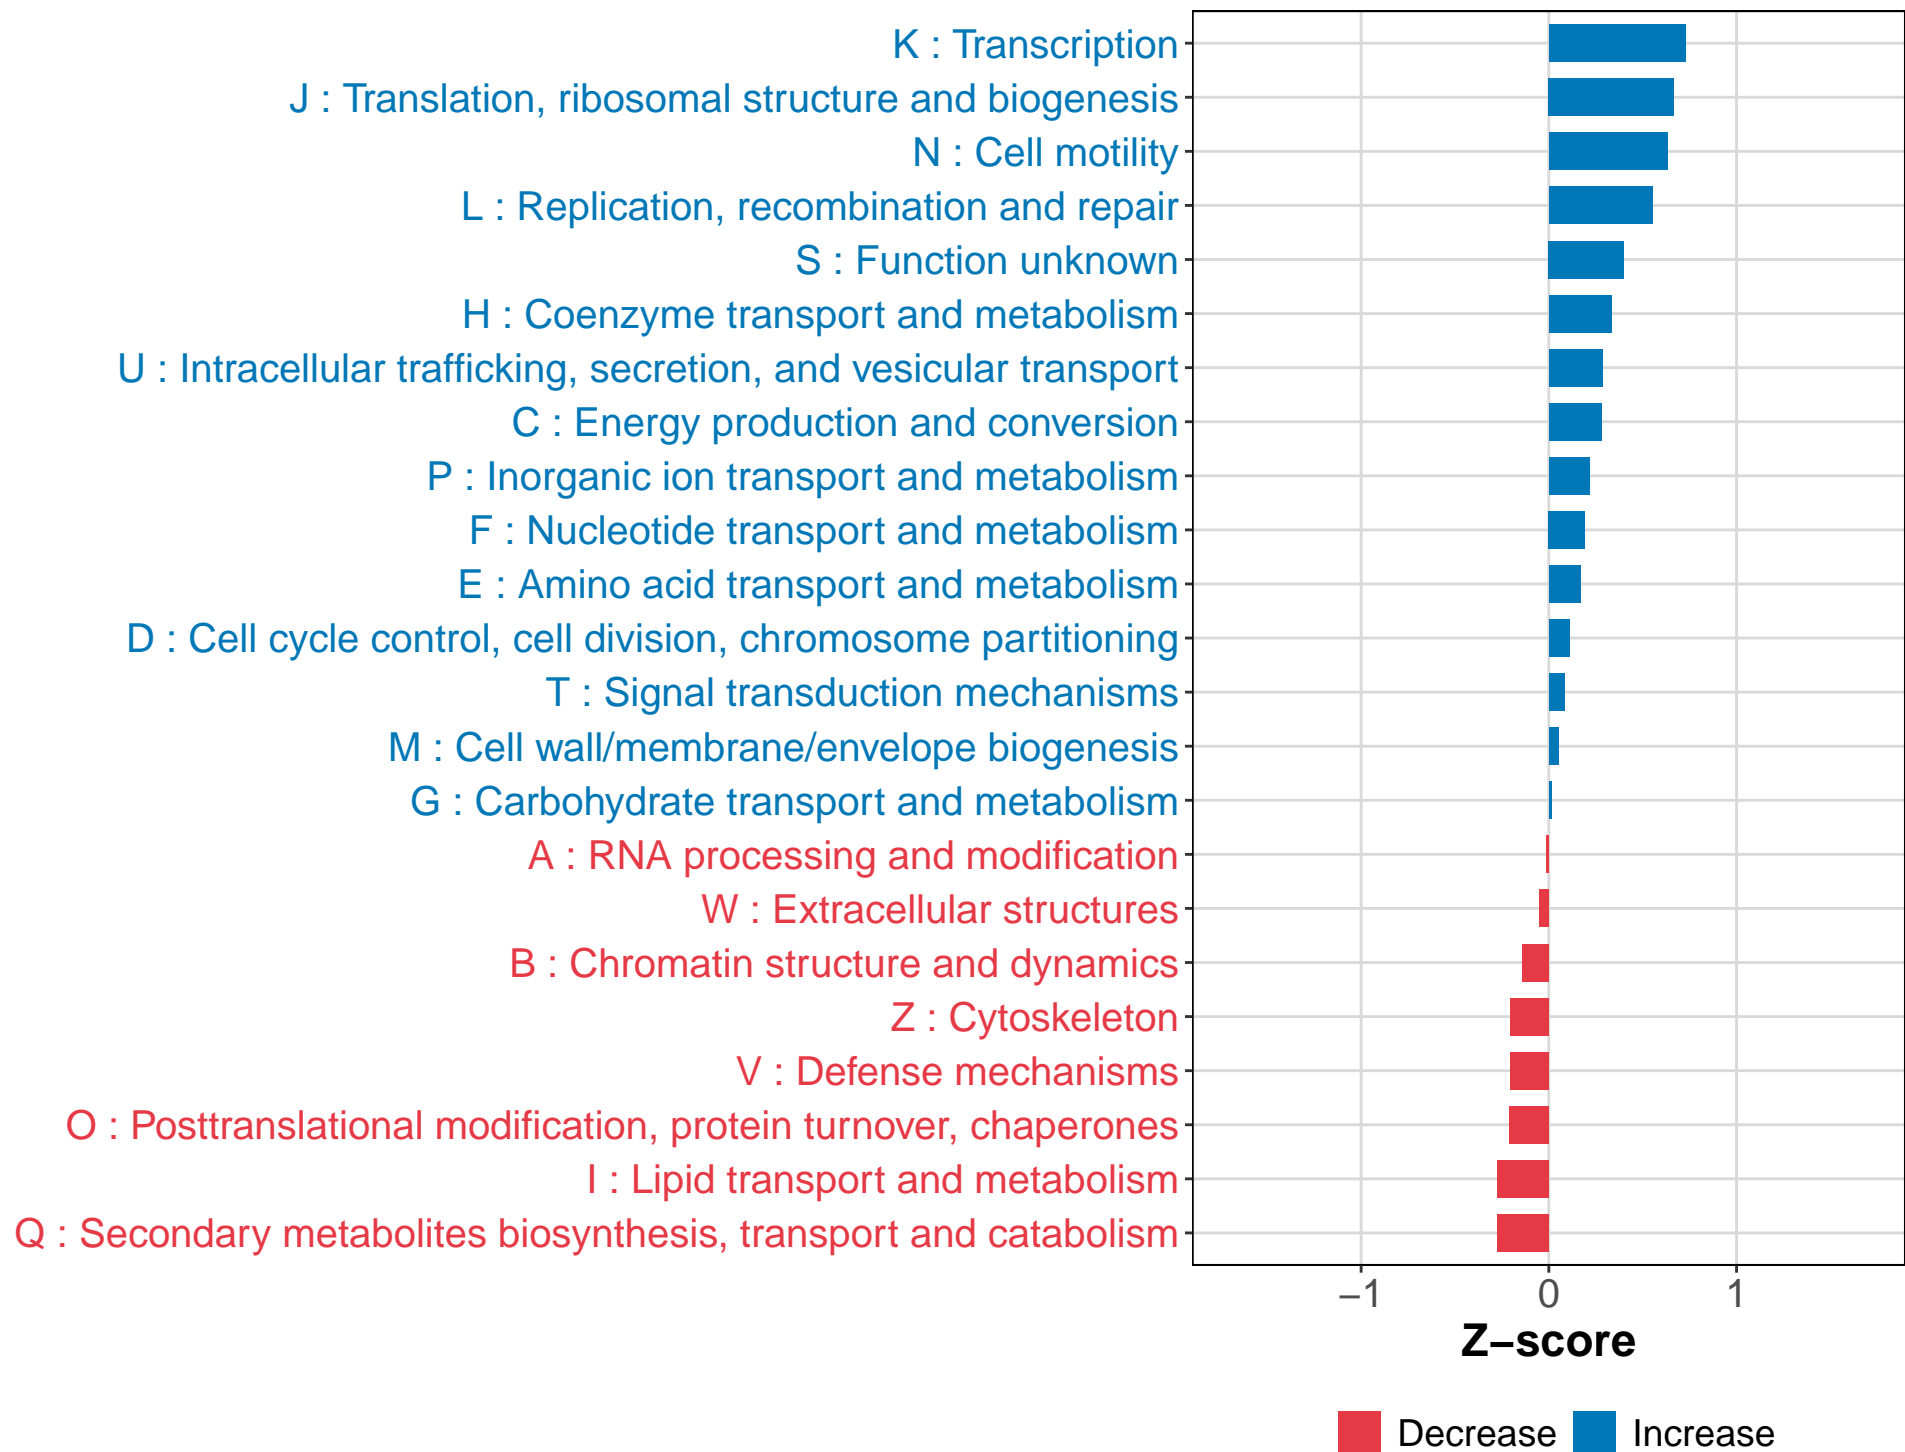 K : Transcription
J : Translation, ribosomal structure and biogenesis
N : Cell motility
L : Replication, recombination and repair
S : Function unknown
H : Coenzyme transport and metabolism
U : Intracellular trafficking, secretion, and vesicular transport
C : Energy production and conversion
P : Inorganic ion transport and metabolism
F : Nucleotide transport and metabolism
E : Amino acid transport and metabolism
D : Cell cycle control, cell division, chromosome partitioning
T : Signal transduction mechanisms
M : Cell wall/membrane/envelope biogenesis
G : Carbohydrate transport and metabolism
A : RNA processing and modification
W : Extracellular structures
B : Chromatin structure and dynamics
Z : Cytoskeleton
V : Defense mechanisms
O : Posttranslational modification, protein turnover, chaperones
I : Lipid transport and metabolism
Q : Secondary metabolites biosynthesis, transport and catabolism
−1 0 1
Z−score
Decrease Increase